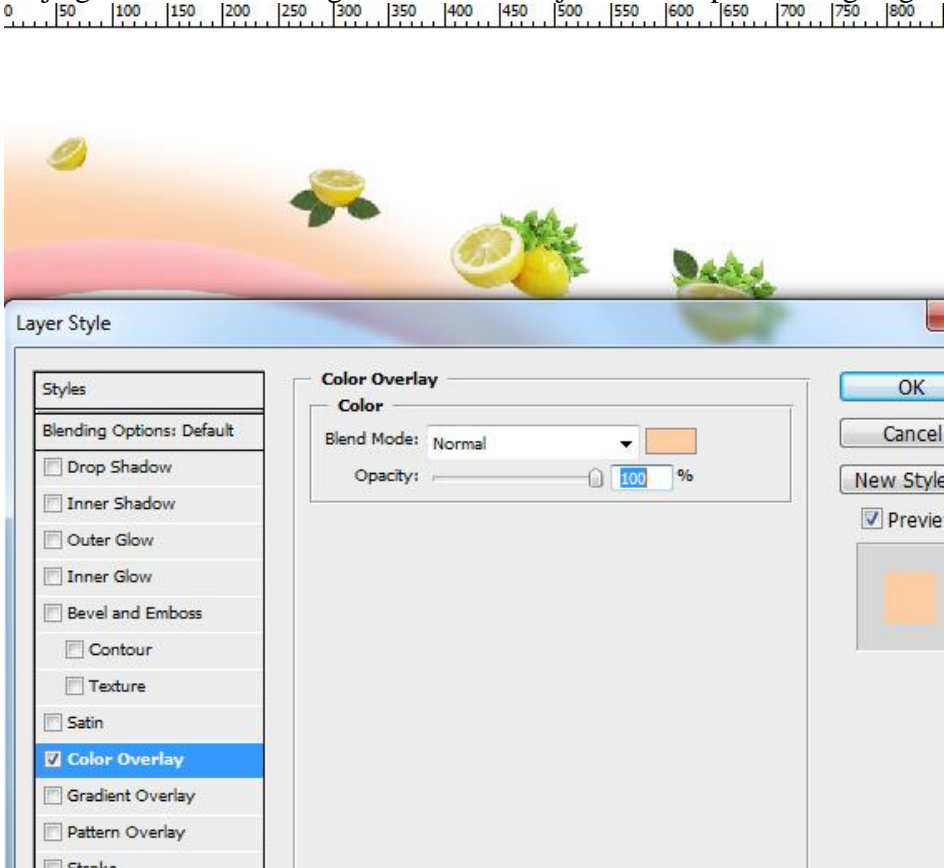 0 50 100 150 200 250 300 350 400 450 500 550 600 650 700 750 800
Layer Style
Styles
Blending Options: Default
Drop Shadow
Inner Shadow
Outer Glow
Inner Glow
Bevel and Emboss
Contour
Texture
Satin
Color Overlay
Gradient Overlay
Pattern Overlay
Color Overlay
Color
Blend Mode: Normal
Opacity: 100 %
OK
Cancel
New Style
Previe